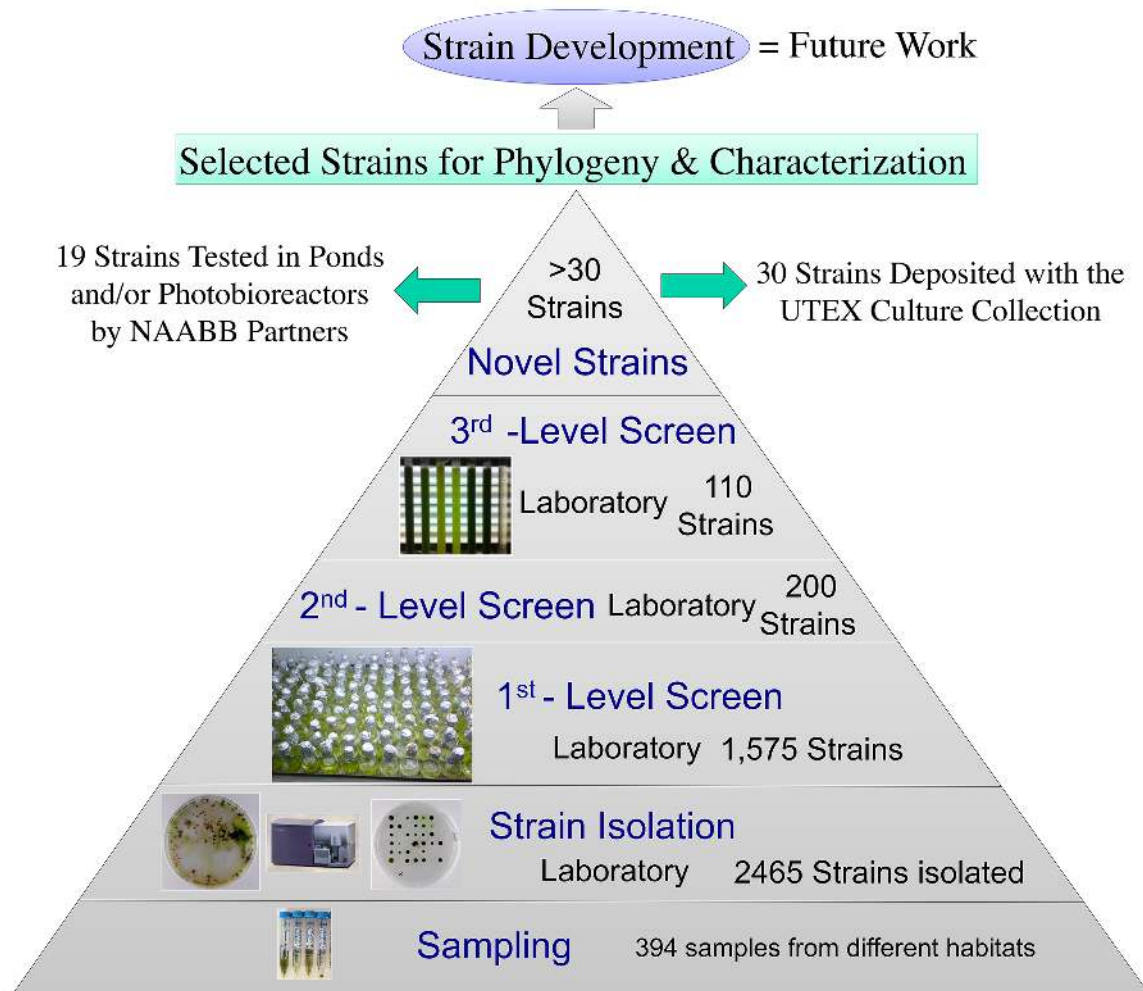 Strain Development = Future Work
Selected Strains for Phylogeny & Characterization
19 Strains Tested in Ponds
and/or Photobioreactors
by NAABB Partners
>30
Strains
30 Strains Deposited with the
UTEX Culture Collection
Novel Strains
3rd -Level Screen
Laboratory
110
Strains
2nd - Level Screen
Laboratory
200
Strains
1st - Level Screen
Laboratory 1,575 Strains
Strain Isolation
Laboratory 2465 Strains isolated
Sampling 394 samples from different habitats